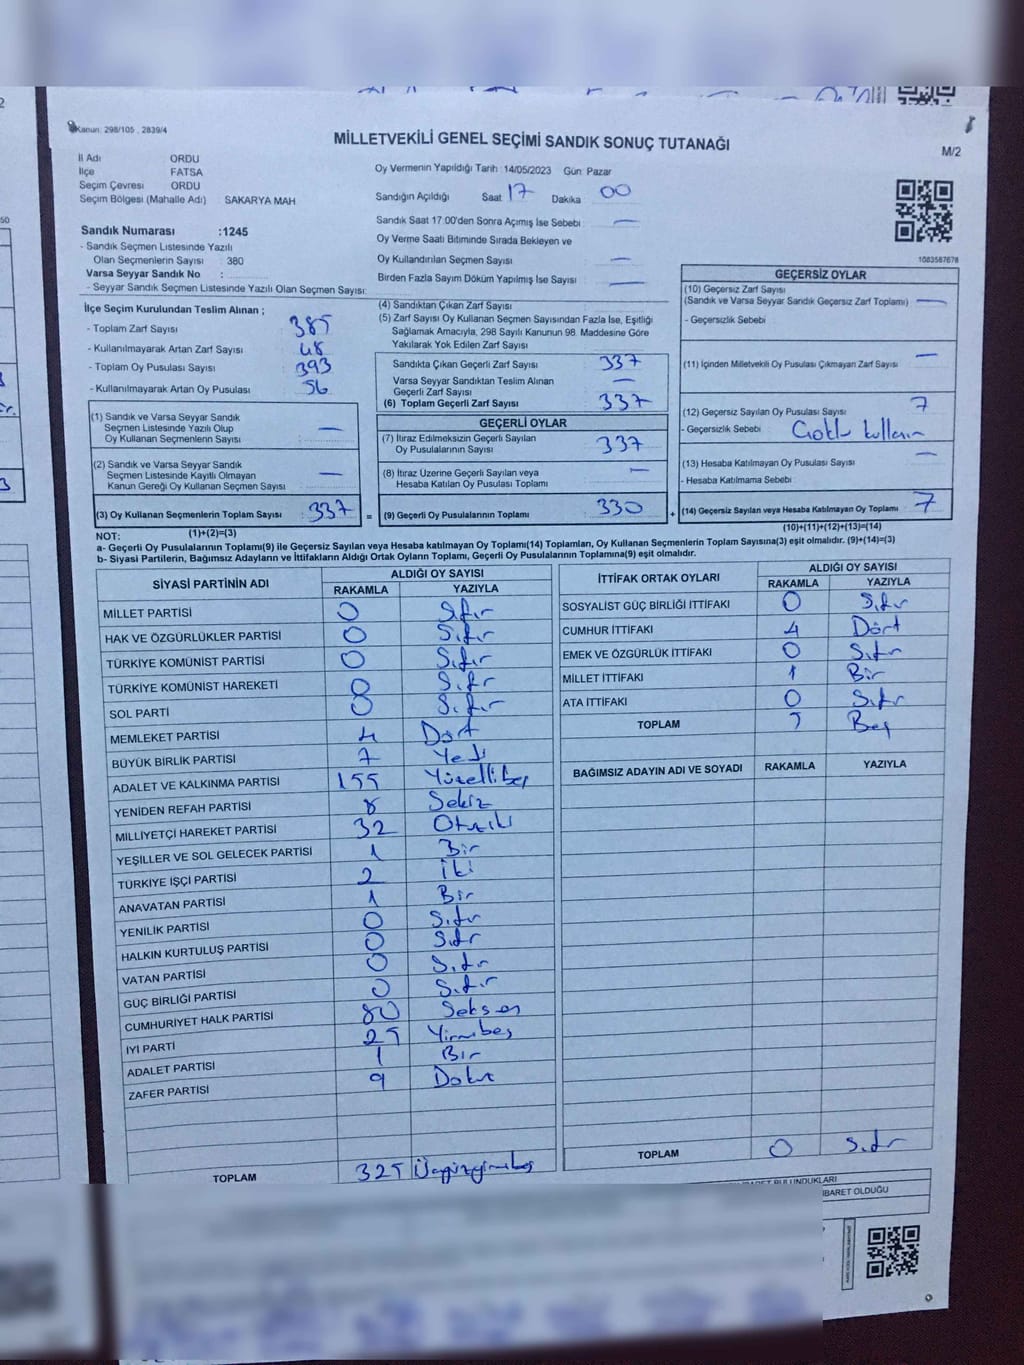 Kanun: 298/105 , 2839/4
MİLLETVEKİLİ GENEL SEÇİMİ SANDIK SONUÇ TUTANAĞI
M/2
İl Adı ORDU
İlçe FATSA
Seçim Çevresi ORDU
Seçim Bölgesi (Mahalle Adı) SAKARYA MAH
Sandık Numarası :1245
- Sandık Seçmen Listesinde Yazılı
Olan Seçmenlerin Sayısı : 380
Varsa Seyyar Sandık No :
- Seyyar Sandık Seçmen Listesinde Yazılı Olan Seçmen Sayısı:
Oy Vermenin Yapıldığı Tarih : 14/05/2023 Gün: Pazar
Sandığın Açıldığı Saat 17 Dakika 00
Sandık Saat 17:00'den Sonra Açılmış İse Sebebi : —
Oy Verme Saati Bitiminde Sırada Bekleyen ve
Oy Kullandırılan Seçmen Sayısı : —
Birden Fazla Sayım Döküm Yapılmış İse Sayısı : —
1083587678
İlçe Seçim Kurulundan Teslim Alınan ;
- Toplam Zarf Sayısı : 385
- Kullanılmayarak Artan Zarf Sayısı : 48
- Toplam Oy Pusulası Sayısı : 393
- Kullanılmayarak Artan Oy Pusulası : 56
(1) Sandık ve Varsa Seyyar Sandık
Seçmen Listesinde Yazılı Olup
Oy Kullanan Seçmenlerin Sayısı : —
(2) Sandık ve Varsa Seyyar Sandık
Seçmen Listesinde Kayıtlı Olmayan
Kanun Gereği Oy Kullanan Seçmen Sayısı : —
(3) Oy Kullanan Seçmenlerin Toplam Sayısı : 337 =
(1)+(2)=(3)
(4) Sandıktan Çıkan Zarf Sayısı :
(5) Zarf Sayısı Oy Kullanan Seçmen Sayısından Fazla İse, Eşitliği
Sağlamak Amacıyla, 298 Sayılı Kanunun 98. Maddesine Göre
Yakılarak Yok Edilen Zarf Sayısı :
Sandıkta Çıkan Geçerli Zarf Sayısı : 337
Varsa Seyyar Sandıktan Teslim Alınan
Geçerli Zarf Sayısı : —
(6) Toplam Geçerli Zarf Sayısı : 337
GEÇERLİ OYLAR
(7) İtiraz Edilmeksizin Geçerli Sayılan
Oy Pusulalarının Sayısı : 337
(8) İtiraz Üzerine Geçerli Sayılan veya
Hesaba Katılan Oy Pusulası Toplamı : —
(9) Geçerli Oy Pusulalarının Toplamı : 330 +
GEÇERSİZ OYLAR
(10) Geçersiz Zarf Sayısı
(Sandık ve Varsa Seyyar Sandık Geçersiz Zarf Toplamı) : —
- Geçersizlik Sebebi :
(11) İçinden Milletvekili Oy Pusulası Çıkmayan Zarf Sayısı : —
(12) Geçersiz Sayılan Oy Pusulası Sayısı : 7
- Geçersizlik Sebebi :
(13) Hesaba Katılmayan Oy Pusulası Sayısı : —
- Hesaba Katılmama Sebebi :
(14) Geçersiz Sayılan veya Hesaba Katılmayan Oy Toplamı : 7
(10)+(11)+(12)+(13)=(14)
NOT:
a- Geçerli Oy Pusulalarının Toplamı(9) ile Geçersiz Sayılan veya Hesaba katılmayan Oy Toplamı(14) Toplamları, Oy Kullanan Seçmenlerin Toplam Sayısına(3) eşit olmalıdır. (9)+(14)=(3)
b- Siyasi Partilerin, Bağımsız Adayların ve İttifakların Aldığı Ortak Oyların Toplamı, Geçerli Oy Pusulalarının Toplamına(9) eşit olmalıdır.
SİYASİ PARTİNİN ADI ALDIĞI OY SAYISI
RAKAMLA YAZIYLA
MİLLET PARTİSİ 0 Sıfır
HAK VE ÖZGÜRLÜKLER PARTİSİ 0 Sıfır
TÜRKİYE KOMÜNİST PARTİSİ 0 Sıfır
TÜRKİYE KOMÜNİST HAREKETİ 0 Sıfır
SOL PARTİ 0 Sıfır
MEMLEKET PARTİSİ 4 Dört
BÜYÜK BİRLİK PARTİSİ 7 Yedi
ADALET VE KALKINMA PARTİSİ 155 Yüzellibeş
YENİDEN REFAH PARTİSİ 8 Sekiz
MİLLİYETÇİ HAREKET PARTİSİ 32 Otuziki
YEŞİLLER VE SOL GELECEK PARTİSİ 1 Bir
TÜRKİYE İŞÇİ PARTİSİ 2 İki
ANAVATAN PARTİSİ 1 Bir
YENİLİK PARTİSİ 0 Sıfır
HALKIN KURTULUŞ PARTİSİ 0 Sıfır
VATAN PARTİSİ 0 Sıfır
GÜÇ BİRLİĞİ PARTİSİ 0 Sıfır
CUMHURİYET HALK PARTİSİ 80 Seksen
İYİ PARTİ 25 Yirmibeş
ADALET PARTİSİ 1 Bir
ZAFER PARTİSİ 9 Dokuz
TOPLAM 325 Üçyüzyirmibeş
İTTİFAK ORTAK OYLARI ALDIĞI OY SAYISI
RAKAMLA YAZIYLA
SOSYALİST GÜÇ BİRLİĞİ İTTİFAKI 0 Sıfır
CUMHUR İTTİFAKI 4 Dört
EMEK VE ÖZGÜRLÜK İTTİFAKI 0 Sıfır
MİLLET İTTİFAKI 1 Bir
ATA İTTİFAKI 0 Sıfır
TOPLAM 5 Beş
BAĞIMSIZ ADAYIN ADI VE SOYADI RAKAMLA YAZIYLA
TOPLAM 0 Sıfır
BARET OLDUĞU